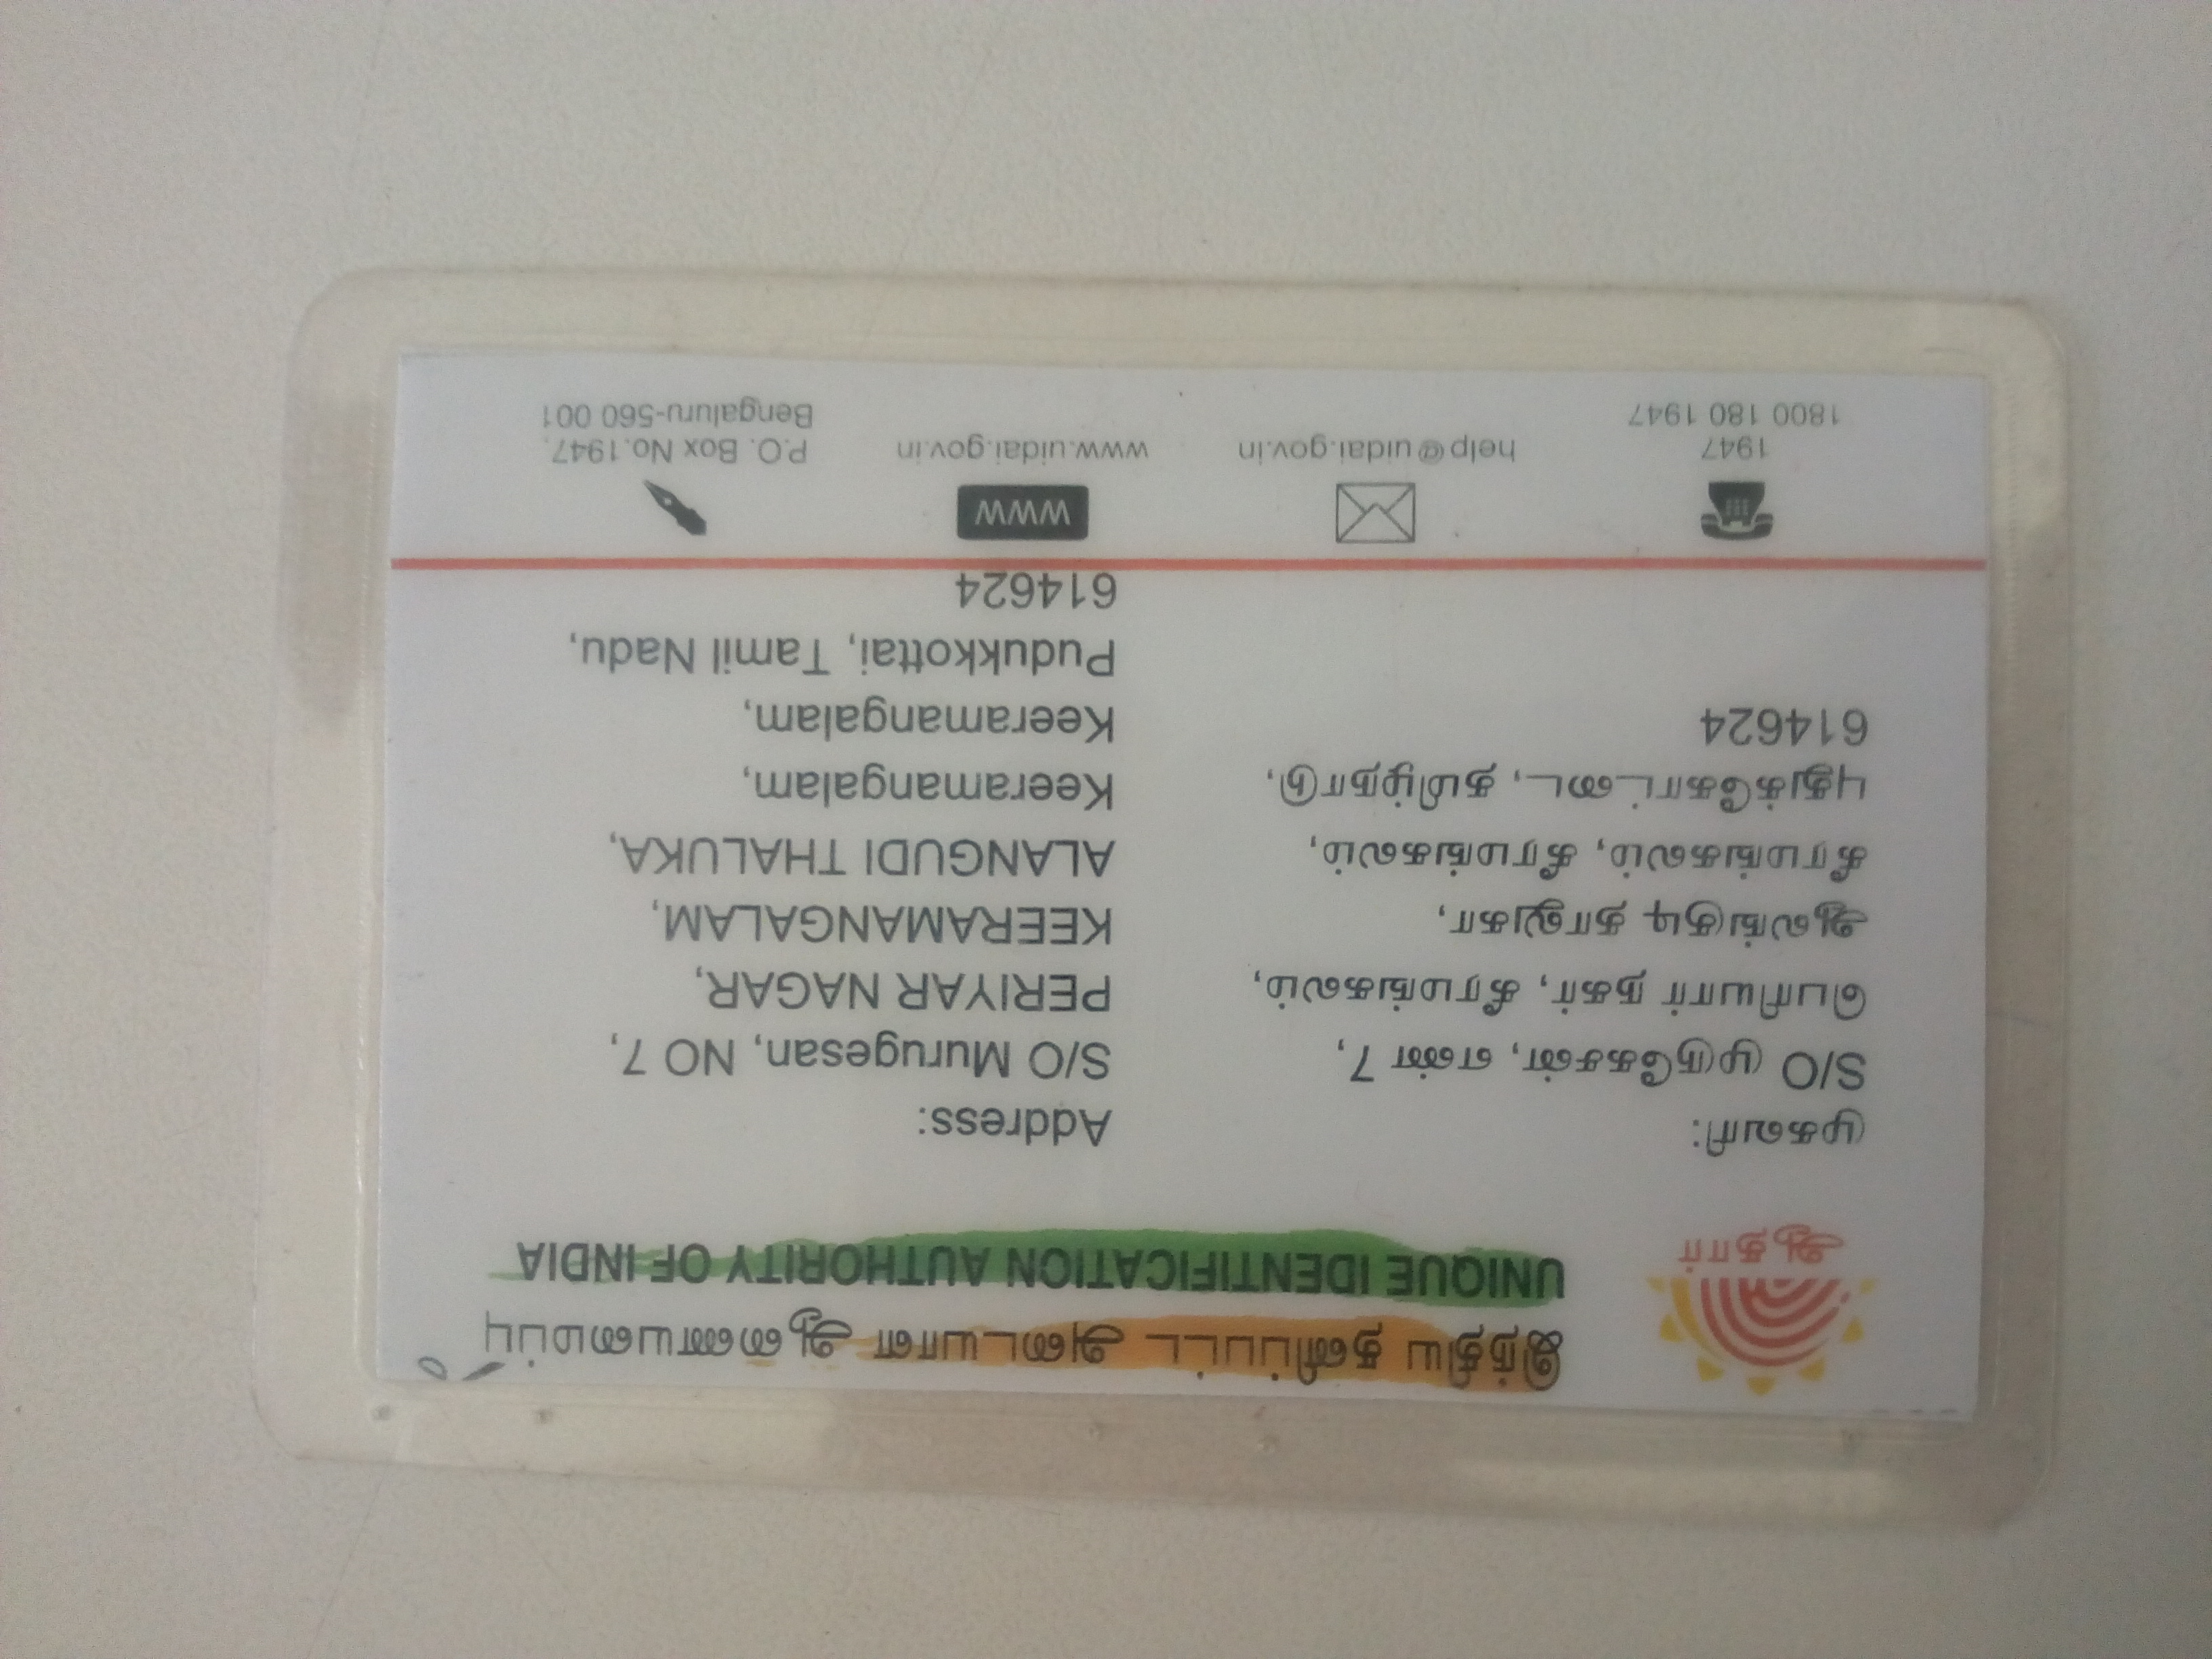 இந்திய தனிப்பட்ட அடையாள ஆணையமைப்பு
UNIQUE IDENTIFICATION AUTHORITY OF INDIA
ஆதார்
முகவரி:
S/O முருகேசன், எண் 7,
பெரியார் நகர், கீரமங்கலம்,
ஆலங்குடி தாலுகா,
கீரமங்கலம், கீரமங்கலம்,
புதுக்கோட்டை, தமிழ்நாடு,
614624
Address:
S/O Murugesan, NO 7,
PERIYAR NAGAR,
KEERAMANGALAM,
ALANGUDI THALUKA,
Keeramangalam,
Keeramangalam,
Pudukkottai, Tamil Nadu,
614624
1947
1800 180 1947
help@uidai.gov.in
WWW
www.uidai.gov.in
P.O. Box No.1947,
Bengaluru-560 001